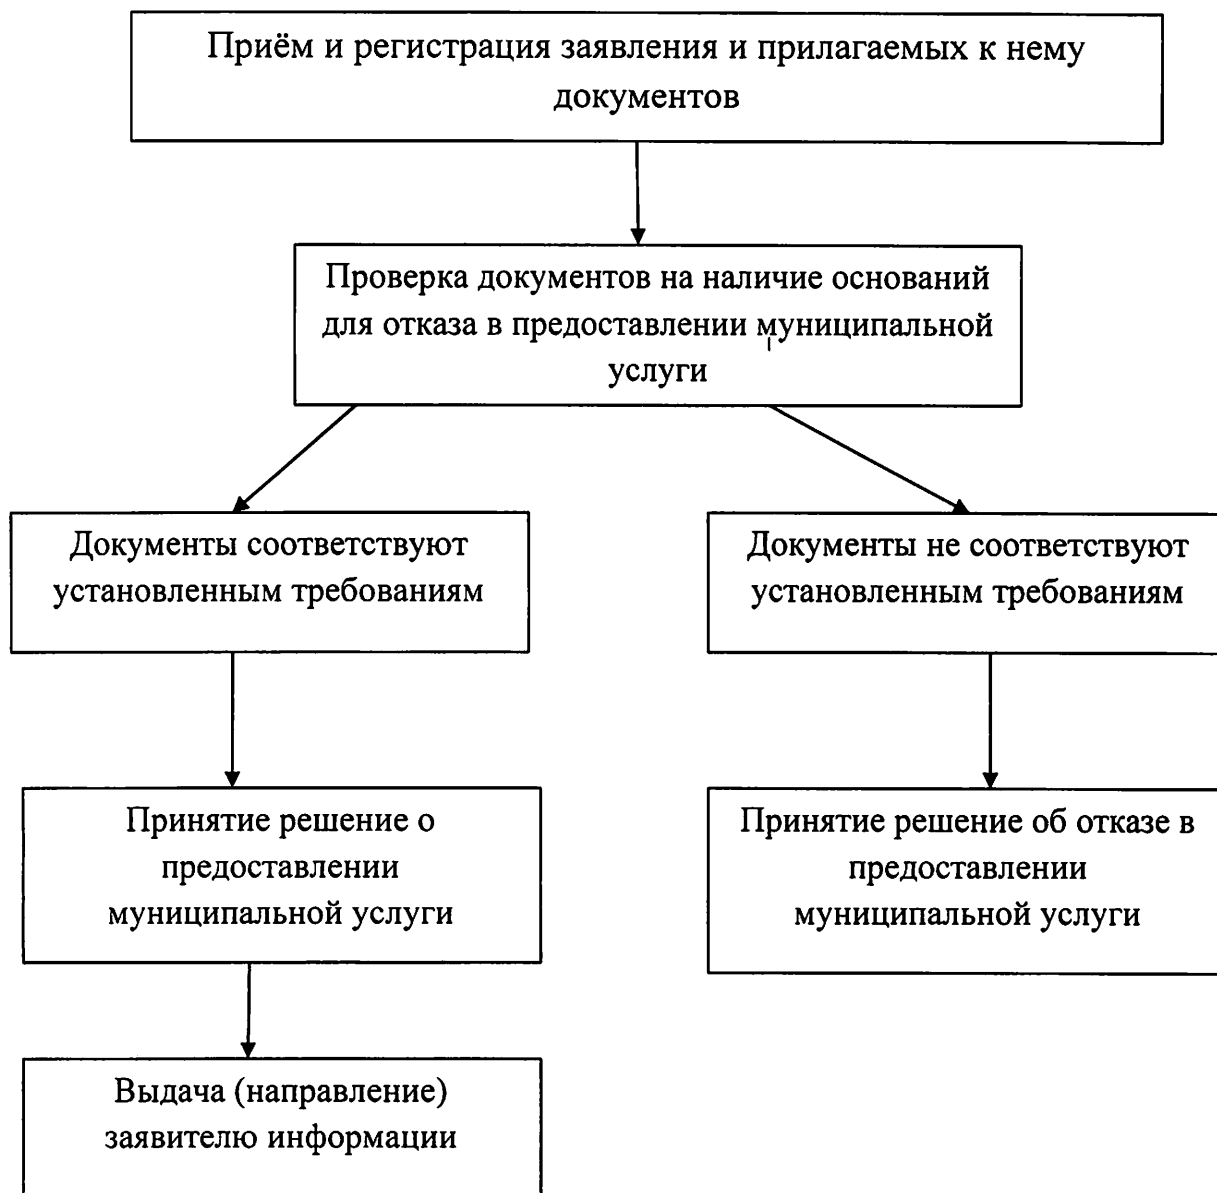 Приём и регистрация заявления и прилагаемых к нему
документов
Проверка документов на наличие оснований
для отказа в предоставлении муниципальной
услуги
Документы соответствуют
установленным требованиям
Документы не соответствуют
установленным требованиям
Принятие решение о
предоставлении
муниципальной услуги
Принятие решение об отказе в
предоставлении
муниципальной услуги
Выдача (направление)
заявителю информации